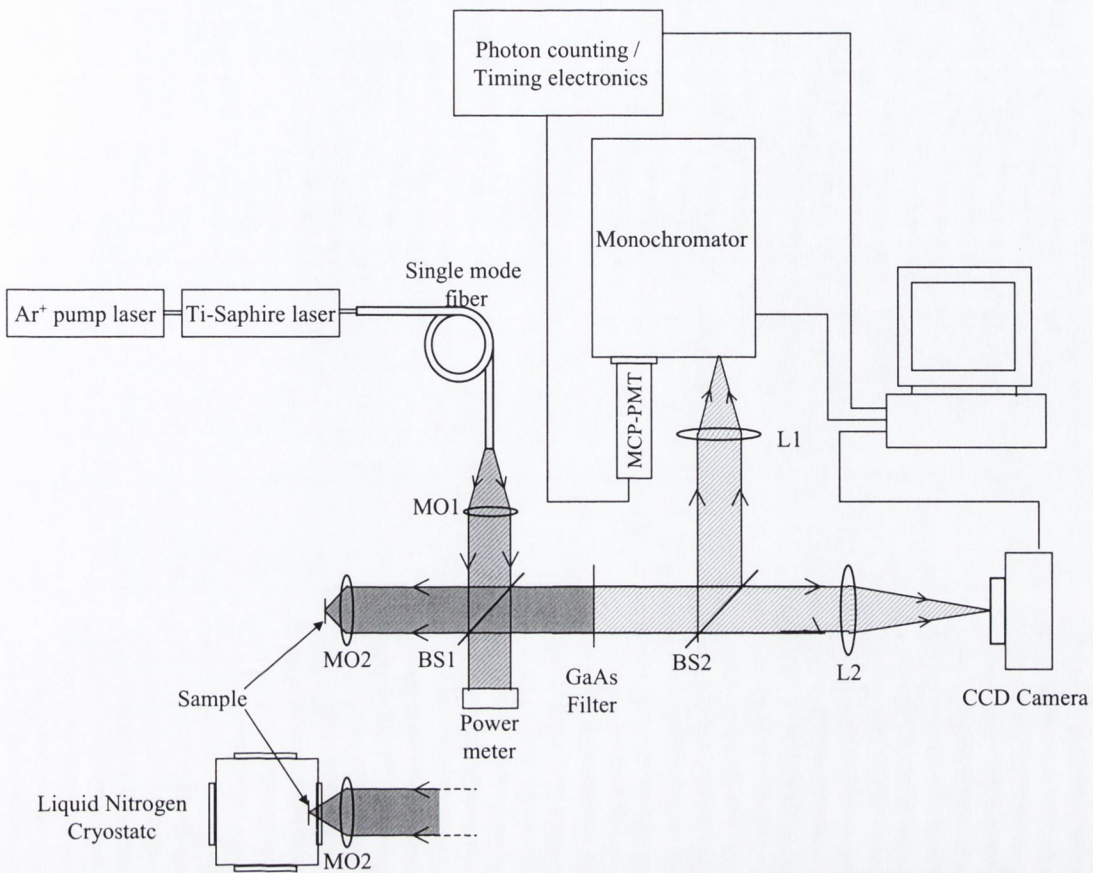 Photon counting /
Timing electronics
Monochromator
Single mode
fiber
Ar⁺ pump laser
Ti-Saphire laser
MCP-PMT
L1
MO1
MO2
BS1
GaAs
Filter
BS2
L2
CCD Camera
Sample
Power
meter
Liquid Nitrogen
Cryostatc
MO2